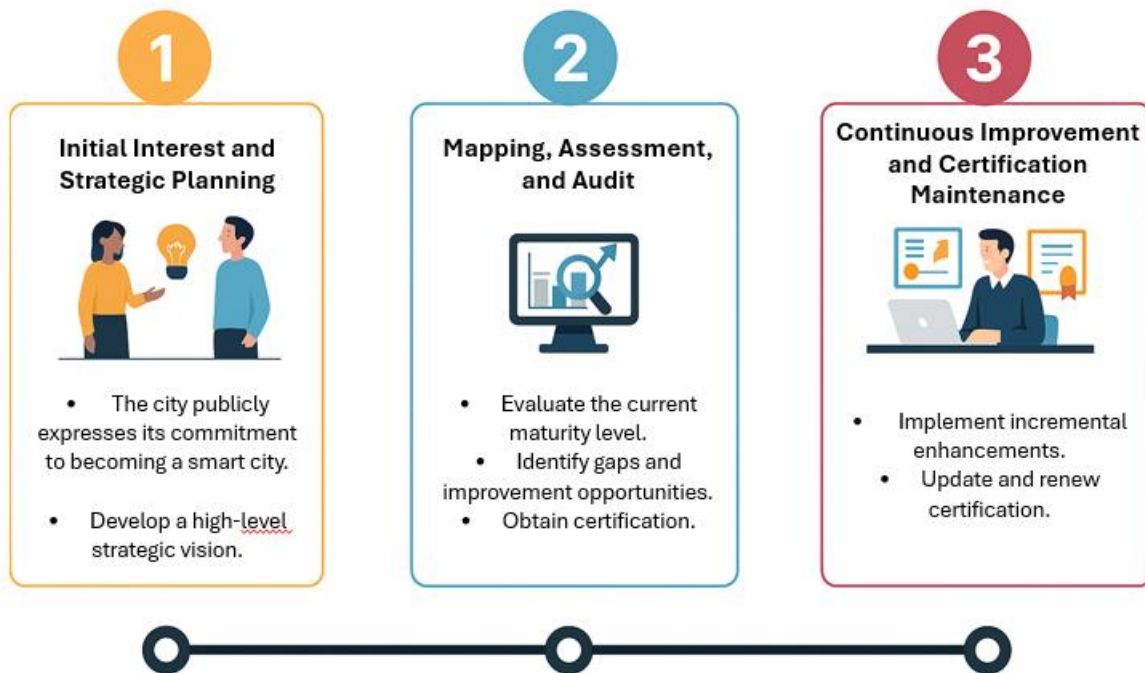 1
Initial Interest and
Strategic Planning
• The city publicly
expresses its commitment
to becoming a smart city.
• Develop a high-level
strategic vision.
2
Mapping, Assessment,
and Audit
• Evaluate the current
maturity level.
• Identify gaps and
improvement opportunities.
• Obtain certification.
3
Continuous Improvement
and Certification
Maintenance
• Implement incremental
enhancements.
• Update and renew
certification.